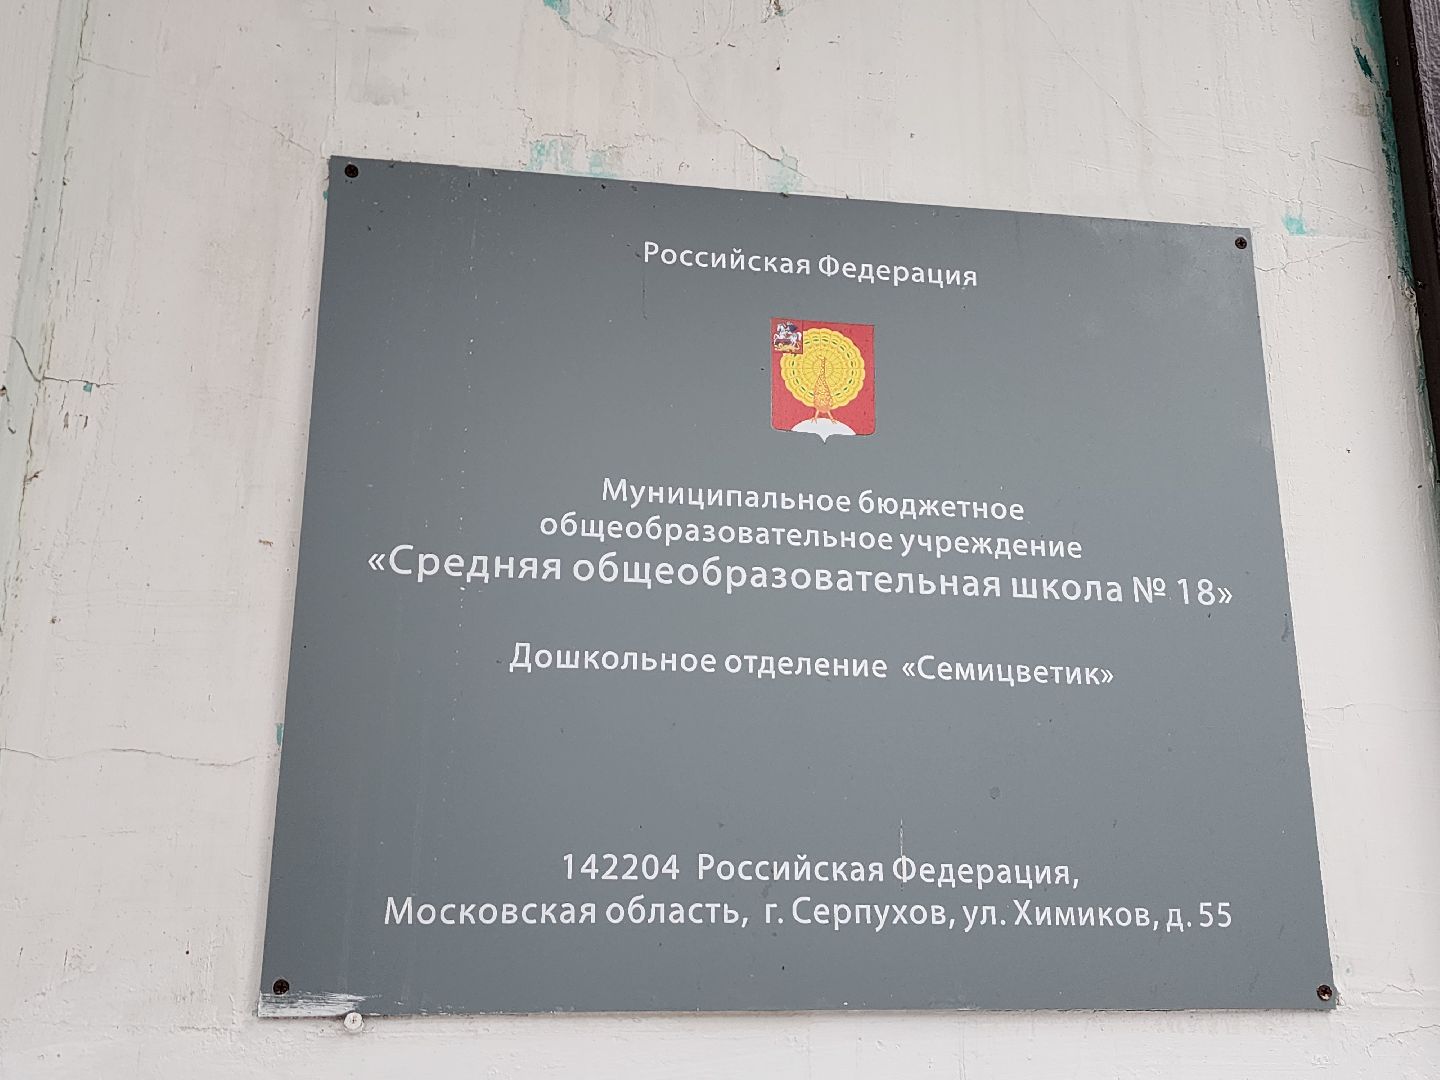 Российская Федерация
Муниципальное бюджетное
общеобразовательное учреждение
«Средняя общеобразовательная школа № 18»
Дошкольное отделение «Семицветик»
142204 Российская Федерация,
Московская область, г. Серпухов, ул. Химиков, д. 55